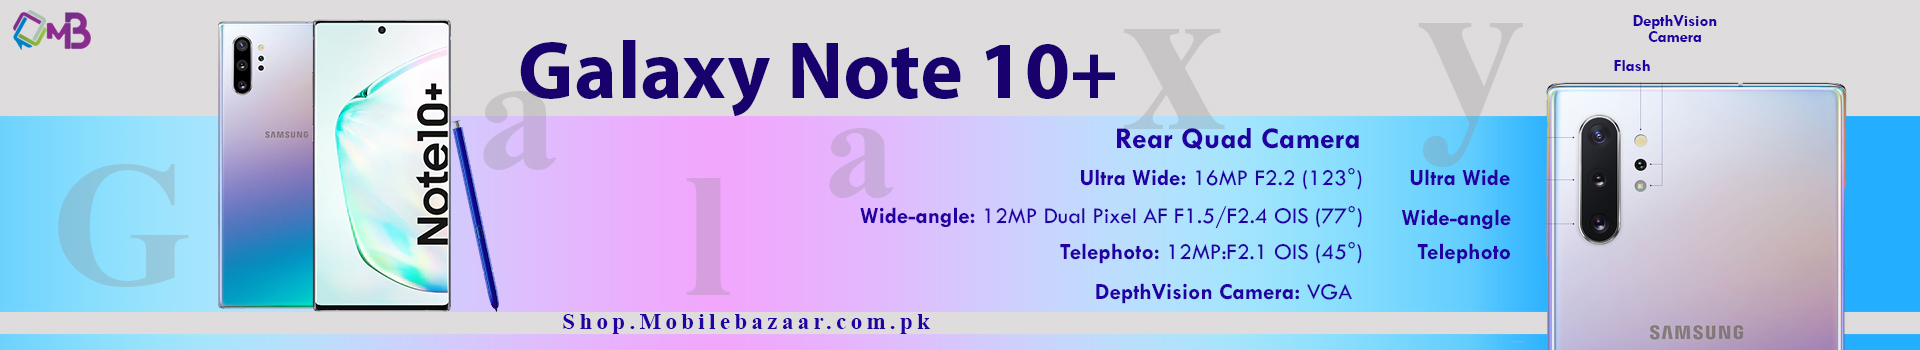 MB
SAMSUNG
Note10+
Galaxy
Galaxy Note 10+
Rear Quad Camera
Ultra Wide: 16MP F2.2 (123°)
Wide-angle: 12MP Dual Pixel AF F1.5/F2.4 OIS (77°)
Telephoto: 12MP:F2.1 OIS (45°)
DepthVision Camera: VGA
Shop.Mobilebazaar.com.pk
DepthVision
Camera
Flash
Ultra Wide
Wide-angle
Telephoto
SAMSUNG